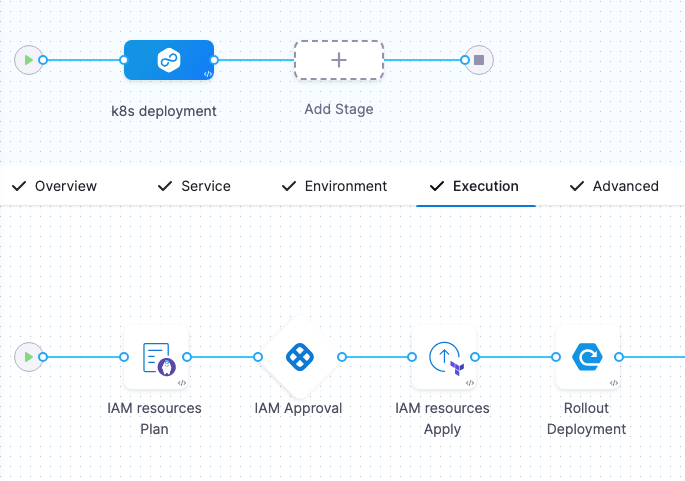 k8s deployment
Add Stage
Overview
Service
Environment
Execution
Advanced
IAM resources
Plan
IAM Approval
IAM resources
Apply
Rollout
Deployment